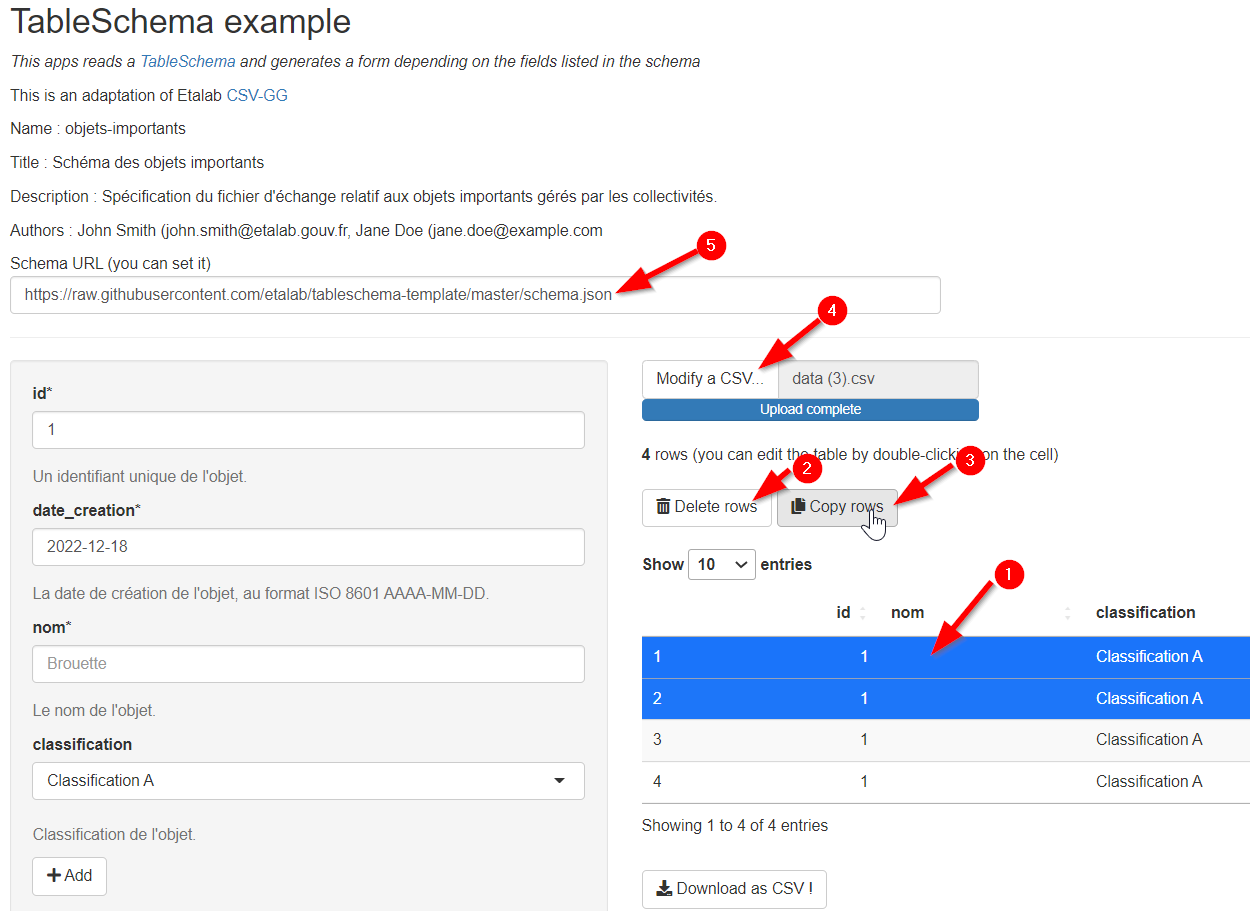 TableSchema example
This apps reads a TableSchema and generates a form depending on the fields listed in the schema
This is an adaptation of Etalab CSV-GG
Name : objets-importants
Title : Schéma des objets importants
Description : Spécification du fichier d'échange relatif aux objets importants gérés par les collectivités.
Authors : John Smith (john.smith@etalab.gouv.fr, Jane Doe (jane.doe@example.com
5
Schema URL (you can set it)
https://raw.githubusercontent.com/etalab/tableschema-template/master/schema.json
4
id*
1
Un identifiant unique de l'objet.
date_creation*
2022-12-18
La date de création de l'objet, au format ISO 8601 AAAA-MM-DD.
nom*
Brouette
Le nom de l'objet.
classification
Classification A
Classification de l'objet.
Add
Modify a CSV... data (3).csv
Upload complete
4 rows (you can edit the table by double-clicking on the cell)
2 3
Delete rows Copy rows
Show 10 entries
1
id nom classification
1 1 Classification A
2 1 Classification A
3 1 Classification A
4 1 Classification A
Showing 1 to 4 of 4 entries
Download as CSV !